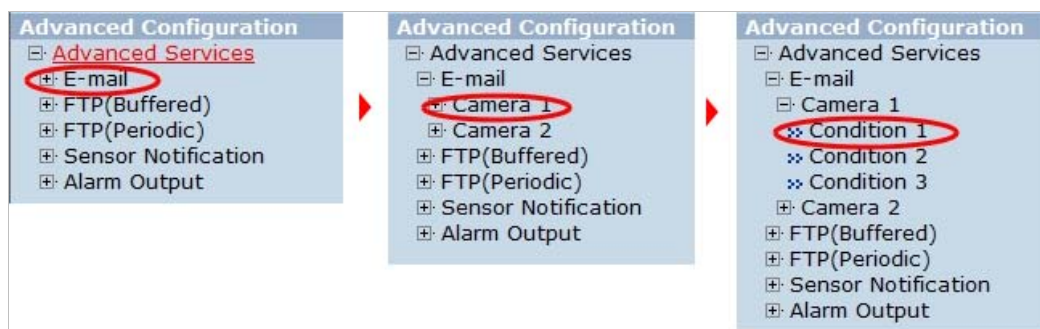 Advanced Configuration
Advanced Services
E-mail
FTP(Buffered)
FTP(Periodic)
Sensor Notification
Alarm Output
Advanced Configuration
Advanced Services
E-mail
Camera 1
Camera 2
FTP(Buffered)
FTP(Periodic)
Sensor Notification
Alarm Output
Advanced Configuration
Advanced Services
E-mail
Camera 1
Condition 1
Condition 2
Condition 3
Camera 2
FTP(Buffered)
FTP(Periodic)
Sensor Notification
Alarm Output